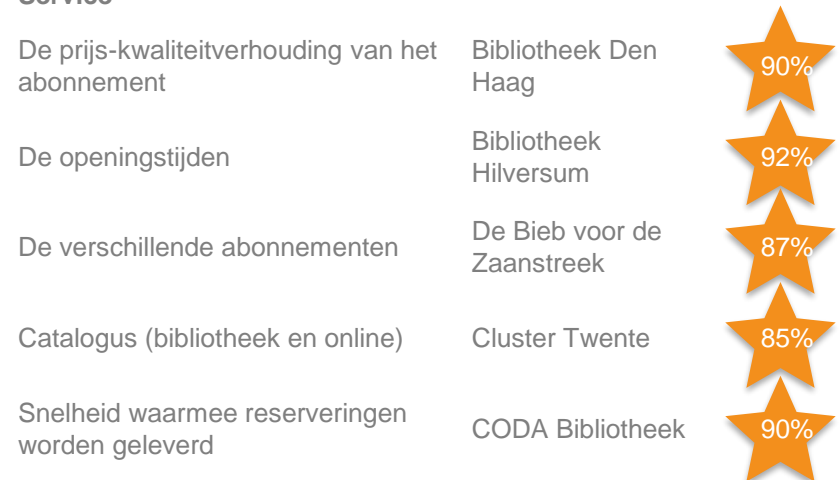 Service
De prijs-kwaliteitverhouding van het
abonnement
Bibliotheek Den
Haag
90%
De openingstijden
Bibliotheek
Hilversum
92%
De verschillende abonnementen
De Bieb voor de
Zaanstreek
87%
Catalogus (bibliotheek en online)
Cluster Twente
85%
Snelheid waarmee reserveringen
worden geleverd
CODA Bibliotheek
90%